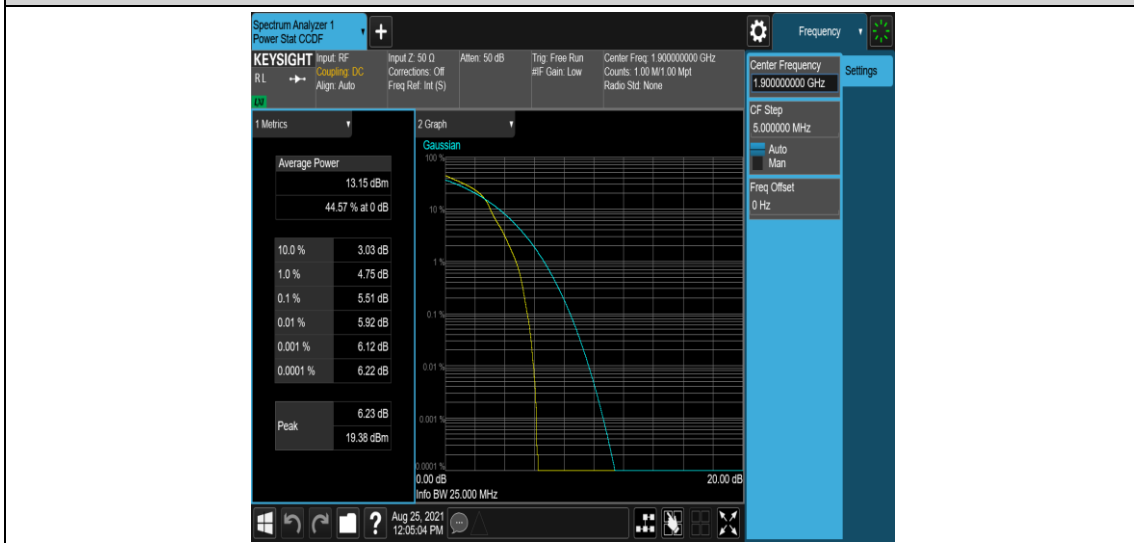 Spectrum Analyzer 1
Power Stat CCDF
+
Frequency
KEYSIGHT
RL
LXI
Input: RF
Coupling: DC
Align: Auto
Input Z: 50 Ω
Corrections: Off
Freq Ref: Int (S)
Atten: 50 dB
Trig: Free Run
#IF Gain: Low
Center Freq: 1.900000000 GHz
Counts: 1.00 M/1.00 Mpt
Radio Std: None
Center Frequency
1.900000000 GHz
Settings
CF Step
5.000000 MHz
Auto
Man
Freq Offset
0 Hz
1 Metrics
Average Power
13.15 dBm
44.57 % at 0 dB
10.0 % 3.03 dB
1.0 % 4.75 dB
0.1 % 5.51 dB
0.01 % 5.92 dB
0.001 % 6.12 dB
0.0001 % 6.22 dB
Peak 6.23 dB
19.38 dBm
2 Graph
Gaussian
100 %
10 %
1 %
0.1 %
0.01 %
0.001 %
0.0001 %
0.00 dB 20.00 dB
Info BW 25.000 MHz
?
Aug 25, 2021
12:05:04 PM